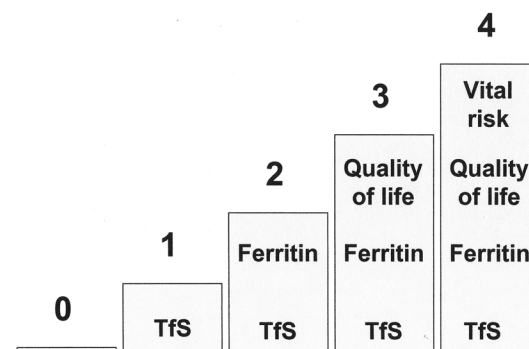 4
Vital
risk
3
Quality
of life
Quality
of life
2
Ferritin
Ferritin
Ferritin
1
0
TfS
TfS
TfS
TfS